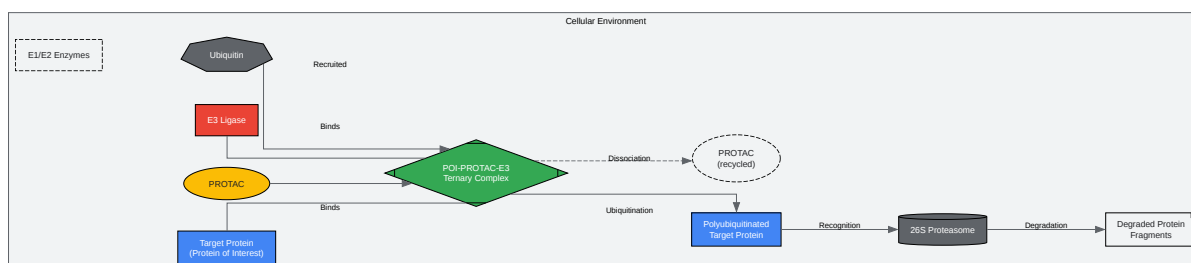 Cellular Environment
E1/E2 Enzymes
Ubiquitin
Recruited
E3 Ligase
Binds
PROTAC
POI-PROTAC-E3
Ternary Complex
Dissociation
PROTAC
(recycled)
Binds
Ubiquitination
Target Protein
(Protein of Interest)
Polyubiquitinated
Target Protein
Recognition
26S Proteasome
Degradation
Degraded Protein
Fragments